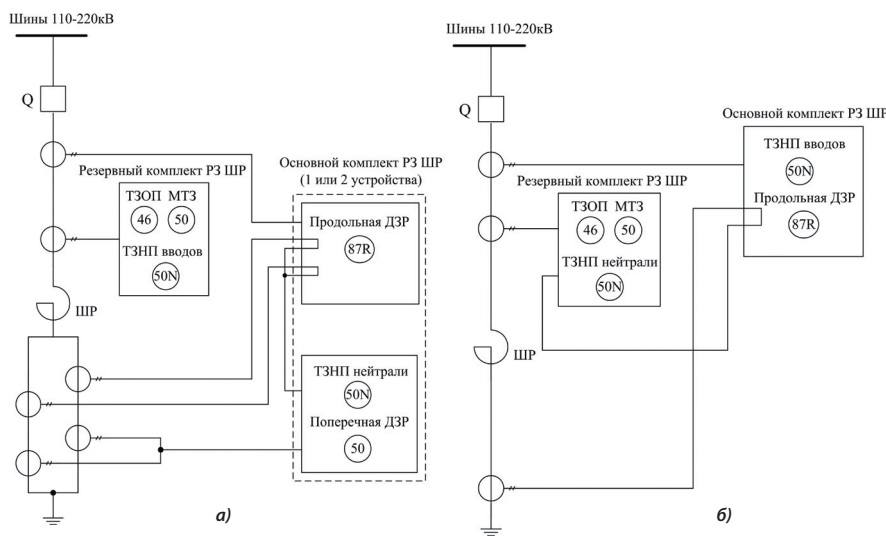 Шины 110-220кВ
Q
Резервный комплект РЗ ШР
ТЗОП МТЗ
46 50
ТЗНП вводов
50N
ШР
Основной комплект РЗ ШР
(1 или 2 устройства)
Продольная ДЗР
87R
ТЗНП нейтрали
50N
Поперечная ДЗР
50
а)
Шины 110-220кВ
Q
Основной комплект РЗ ШР
ТЗНП вводов
50N
Продольная ДЗР
87R
Резервный комплект РЗ ШР
ТЗОП МТЗ
46 50
ТЗНП нейтрали
50N
ШР
б)